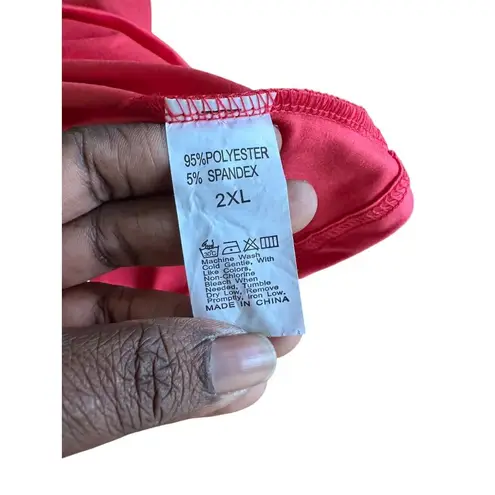 95%POLYESTER
5% SPANDEX
2XL
Machine Wash
Cold Gentle, With
Like Colors,
Non-Chlorine
Bleach When
Needed, Tumble
Dry Low, Remove
Promptly, Iron Low.
MADE IN CHINA